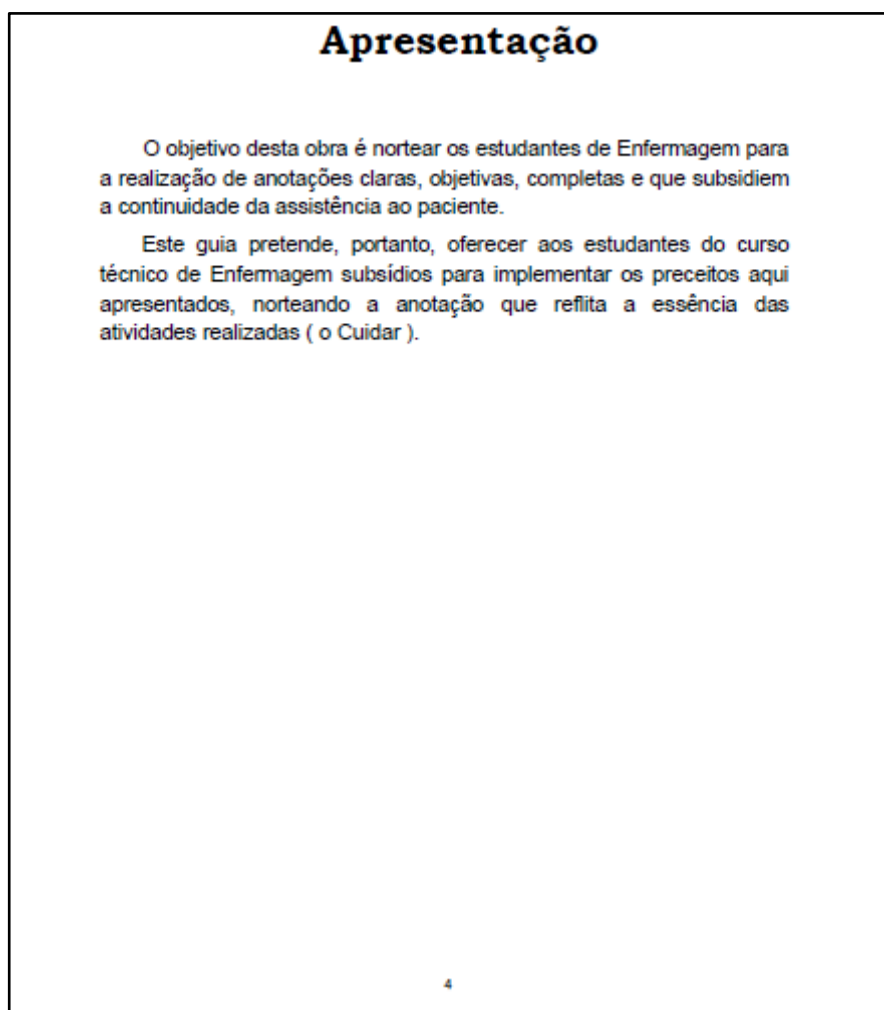 Apresentação
O objetivo desta obra é nortear os estudantes de Enfermagem para
a realização de anotações claras, objetivas, completas e que subsidiem
a continuidade da assistência ao paciente.
Este guia pretende, portanto, oferecer aos estudantes do curso
técnico de Enfermagem subsídios para implementar os preceitos aqui
apresentados, norteando a anotação que reflita a essência das
atividades realizadas ( o Cuidar ).
4